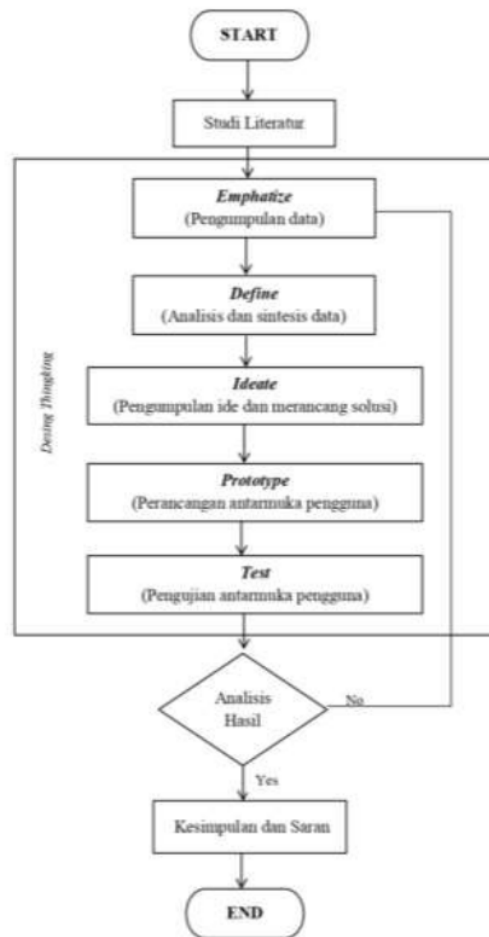 START
Studi Literatur
Emphatize
(Pengumpulan data)
Define
(Analisis dan sintesis data)
Desing Thingking
Ideate
(Pengumpulan ide dan merancang solusi)
Prototype
(Perancangan antarmuka pengguna)
Test
(Pengujian antarmuka pengguna)
Analisis
Hasil
No
Yes
Kesimpulan dan Saran
END